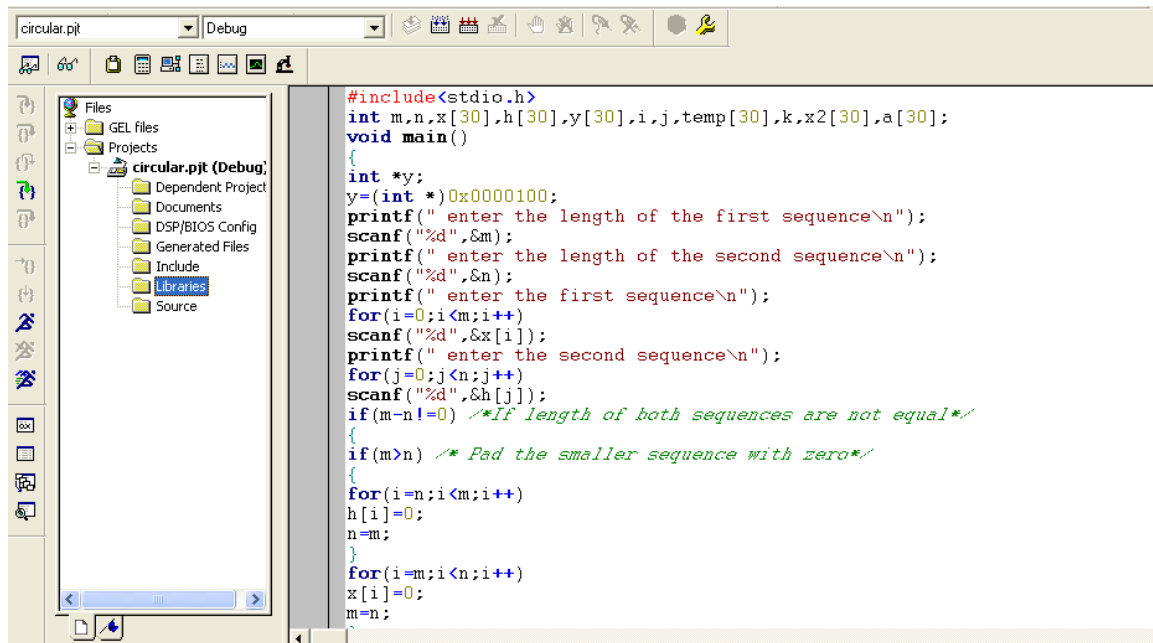 circular.pjt
Debug
Files
GEL files
Projects
circular.pjt (Debug)
Dependent Project
Documents
DSP/BIOS Config
Generated Files
Include
Libraries
Source
#include<stdio.h>
int m,n,x[30],h[30],y[30],i,j,temp[30],k,x2[30],a[30];
void main()
{
int *y;
y=(int *)0x0000100;
printf(" enter the length of the first sequence\n");
scanf("%d",&m);
printf(" enter the length of the second sequence\n");
scanf("%d",&n);
printf(" enter the first sequence\n");
for(i=0;i<m;i++)
scanf("%d",&x[i]);
printf(" enter the second sequence\n");
for(j=0;j<n;j++)
scanf("%d",&h[j]);
if(m-n!=0) /*If length of both sequences are not equal*/
{
if(m>n) /* Pad the smaller sequence with zero*/
{
for(i=n;i<m;i++)
h[i]=0;
n=m;
}
for(i=m;i<n;i++)
x[i]=0;
m=n;